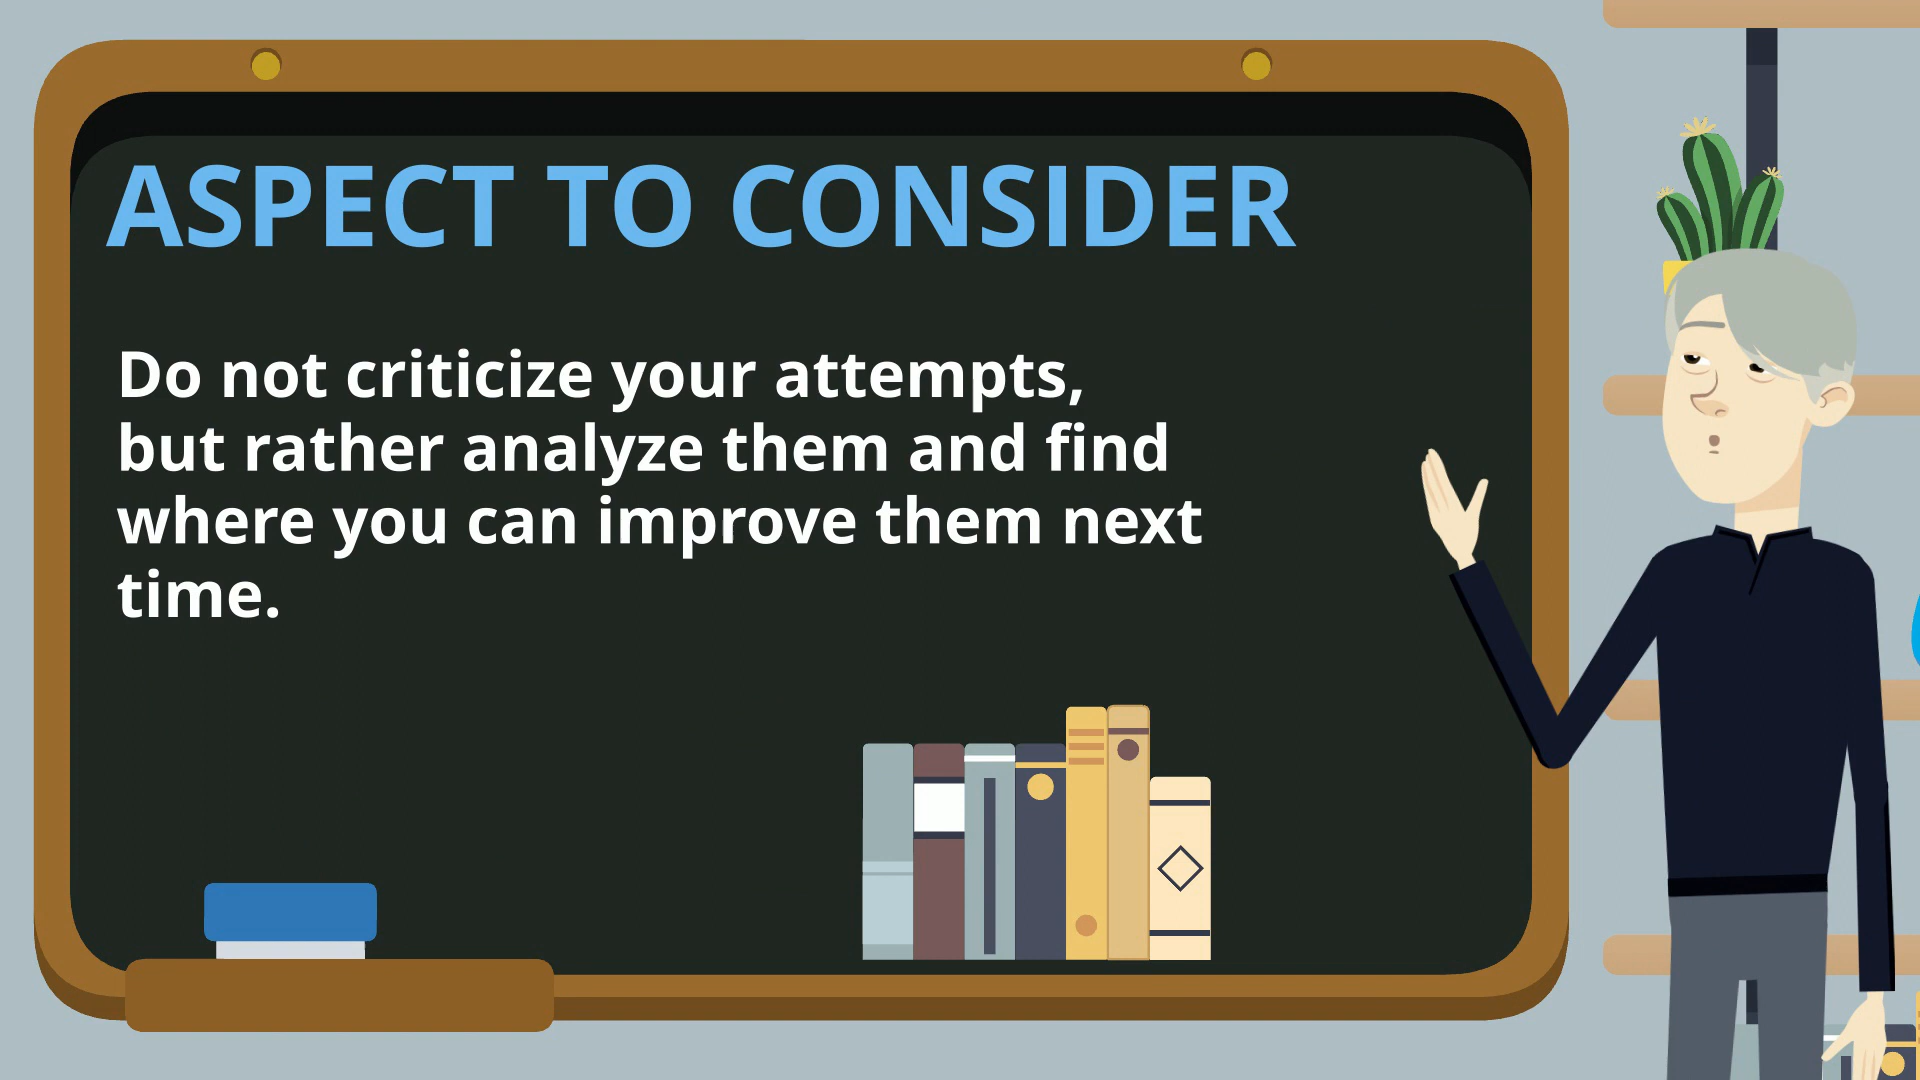 ASPECT TO CONSIDER
Do not criticize your attempts,
but rather analyze them and find
where you can improve them next
time.